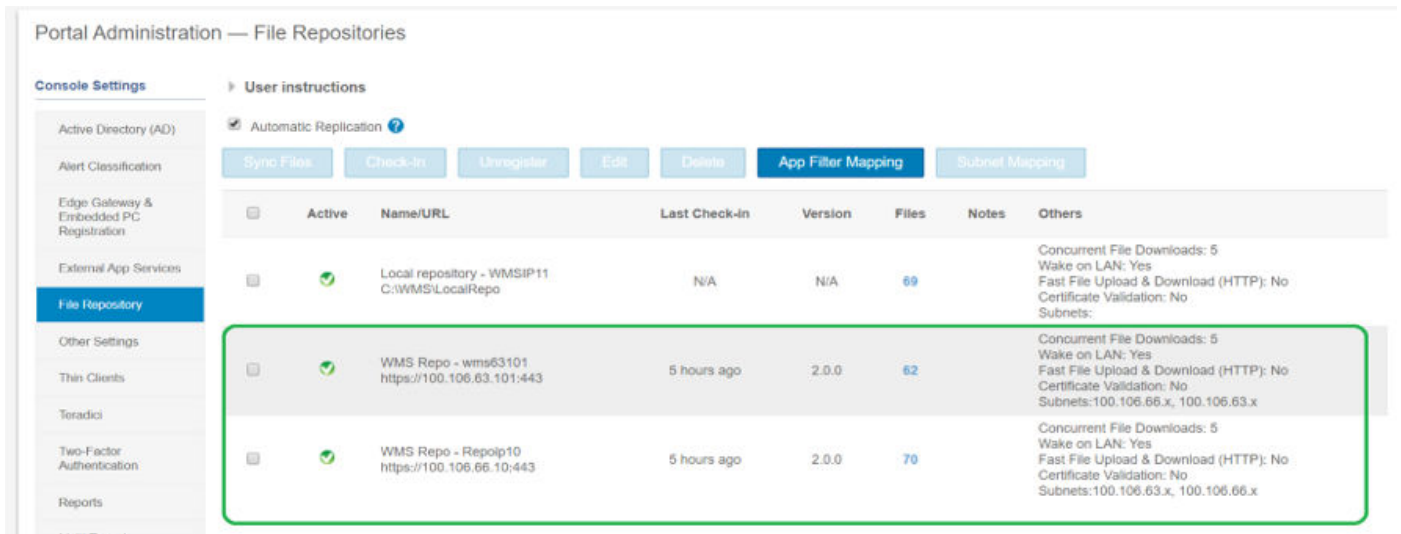 Portal Administration — File Repositories
Console Settings
Active Directory (AD)
Alert Classification
Edge Gateway &
Embedded PC
Registration
External App Services
File Repository
Other Settings
Thin Clients
Teradici
Two-Factor
Authentication
Reports
User instructions
Automatic Replication ?
Sync Files Check-In Unregister Edit Delete App Filter Mapping Subnet Mapping
Active Name/URL Last Check-in Version Files Notes Others
Local repository - WMSIP11
C:\WMS\LocalRepo
N/A N/A 69
Concurrent File Downloads: 5
Wake on LAN: Yes
Fast File Upload & Download (HTTP): No
Certificate Validation: No
Subnets:
WMS Repo - wms63101
https://100.106.63.101:443
5 hours ago 2.0.0 62
Concurrent File Downloads: 5
Wake on LAN: Yes
Fast File Upload & Download (HTTP): No
Certificate Validation: No
Subnets:100.106.66.x, 100.106.63.x
WMS Repo - Repoip10
https://100.106.66.10:443
5 hours ago 2.0.0 70
Concurrent File Downloads: 5
Wake on LAN: Yes
Fast File Upload & Download (HTTP): No
Certificate Validation: No
Subnets:100.106.63.x, 100.106.66.x